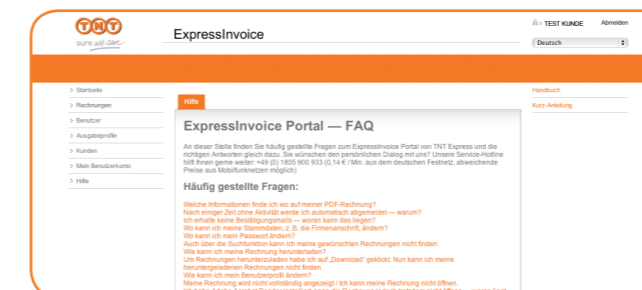 TNT
sure we can
ExpressInvoice
> TEST KUNDE
Abmelden
Deutsch
> Startseite
> Rechnungen
> Benutzer
> Ausgabeprofile
> Kunden
> Mein Benutzerkonto
> Hilfe
Hilfe
Handbuch
Kurz-Anleitung
ExpressInvoice Portal — FAQ
An dieser Stelle finden Sie häufig gestellte Fragen zum ExpressInvoice Portal von TNT Express und die
richtigen Antworten gleich dazu. Sie wünschen den persönlichen Dialog mit uns? Unsere Service-Hotline
hilft Ihnen gerne weiter: +49 (0) 1805 900 933 (0,14 € / Min. aus dem deutschen Festnetz, abweichende
Preise aus Mobilfunknetzen möglich)
Häufig gestellte Fragen:
Welche Informationen finde ich wo auf meiner PDF-Rechnung?
Nach einiger Zeit ohne Aktivität werde ich automatisch abgemeldet — warum?
Ich erhalte keine Bestätigungsmails — woran kann das liegen?
Wo kann ich meine Stammdaten, z. B. die Firmenanschrift, ändern?
Wo kann ich mein Passwort ändern?
Auch über die Suchfunktion kann ich meine gewünschten Rechnungen nicht finden.
Wie kann ich meine Rechnung herunterladen?
Um Rechnungen herunterzuladen habe ich auf „Download“ geklickt. Nun kann ich meine
heruntergeladenen Rechnungen nicht finden.
Wie kann ich mein Benutzerprofil ändern?
Meine Rechnung wird nicht vollständig angezeigt / Ich kann meine Rechnung nicht öffnen.